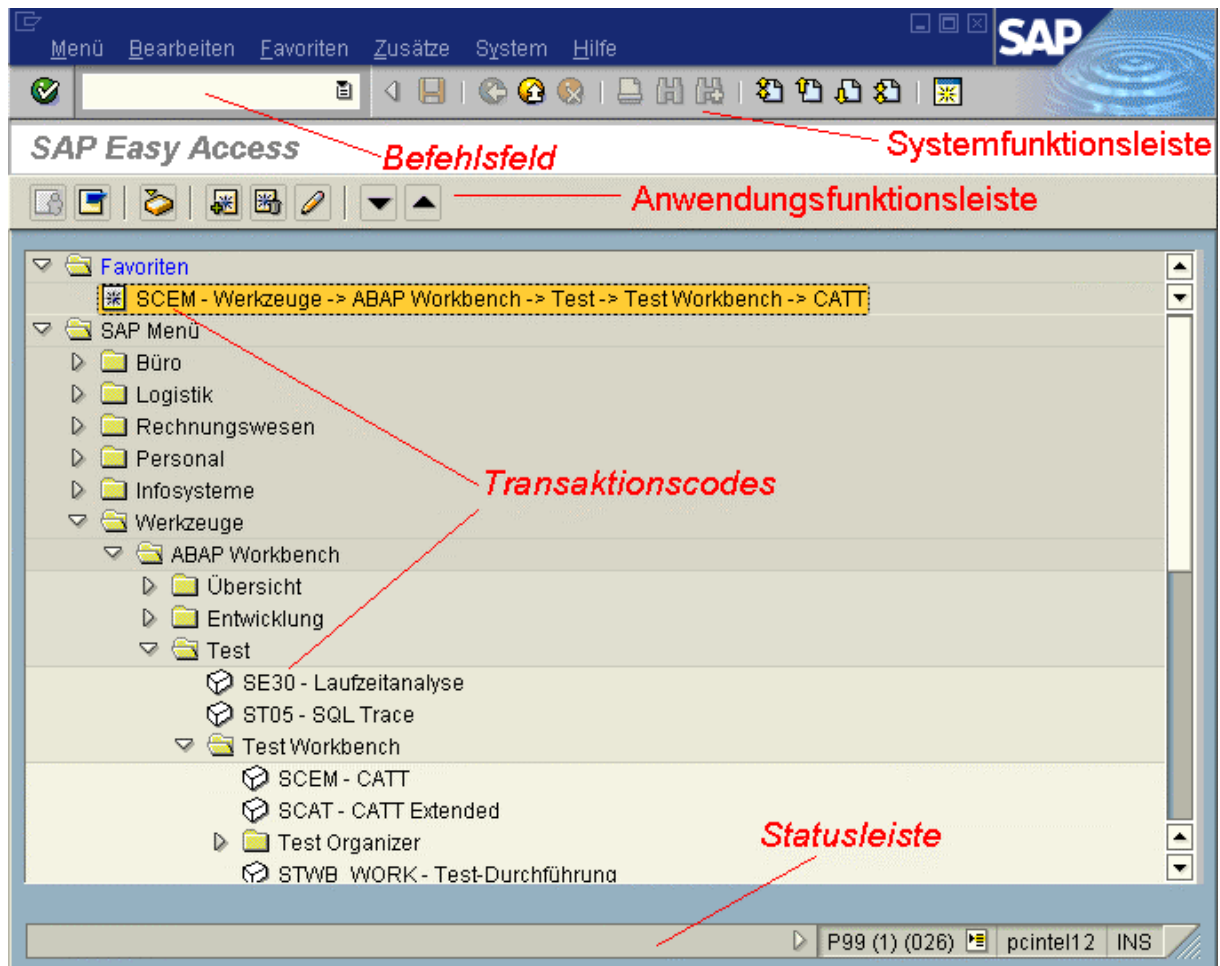 Menü Bearbeiten Favoriten Zusätze System Hilfe
SAP
Systemfunktionsleiste
SAP Easy Access
Befehlsfeld
Anwendungsfunktionsleiste
Favoriten
SCEM - Werkzeuge -> ABAP Workbench -> Test -> Test Workbench -> CATT
SAP Menü
Büro
Logistik
Rechnungswesen
Personal
Transaktionscodes
Infosysteme
Werkzeuge
ABAP Workbench
Übersicht
Entwicklung
Test
SE30 - Laufzeitanalyse
ST05 - SQL Trace
Test Workbench
SCEM - CATT
SCAT - CATT Extended
Statusleiste
Test Organizer
STWB_WORK - Test-Durchführung
P99 (1) (026) pcintel12 INS